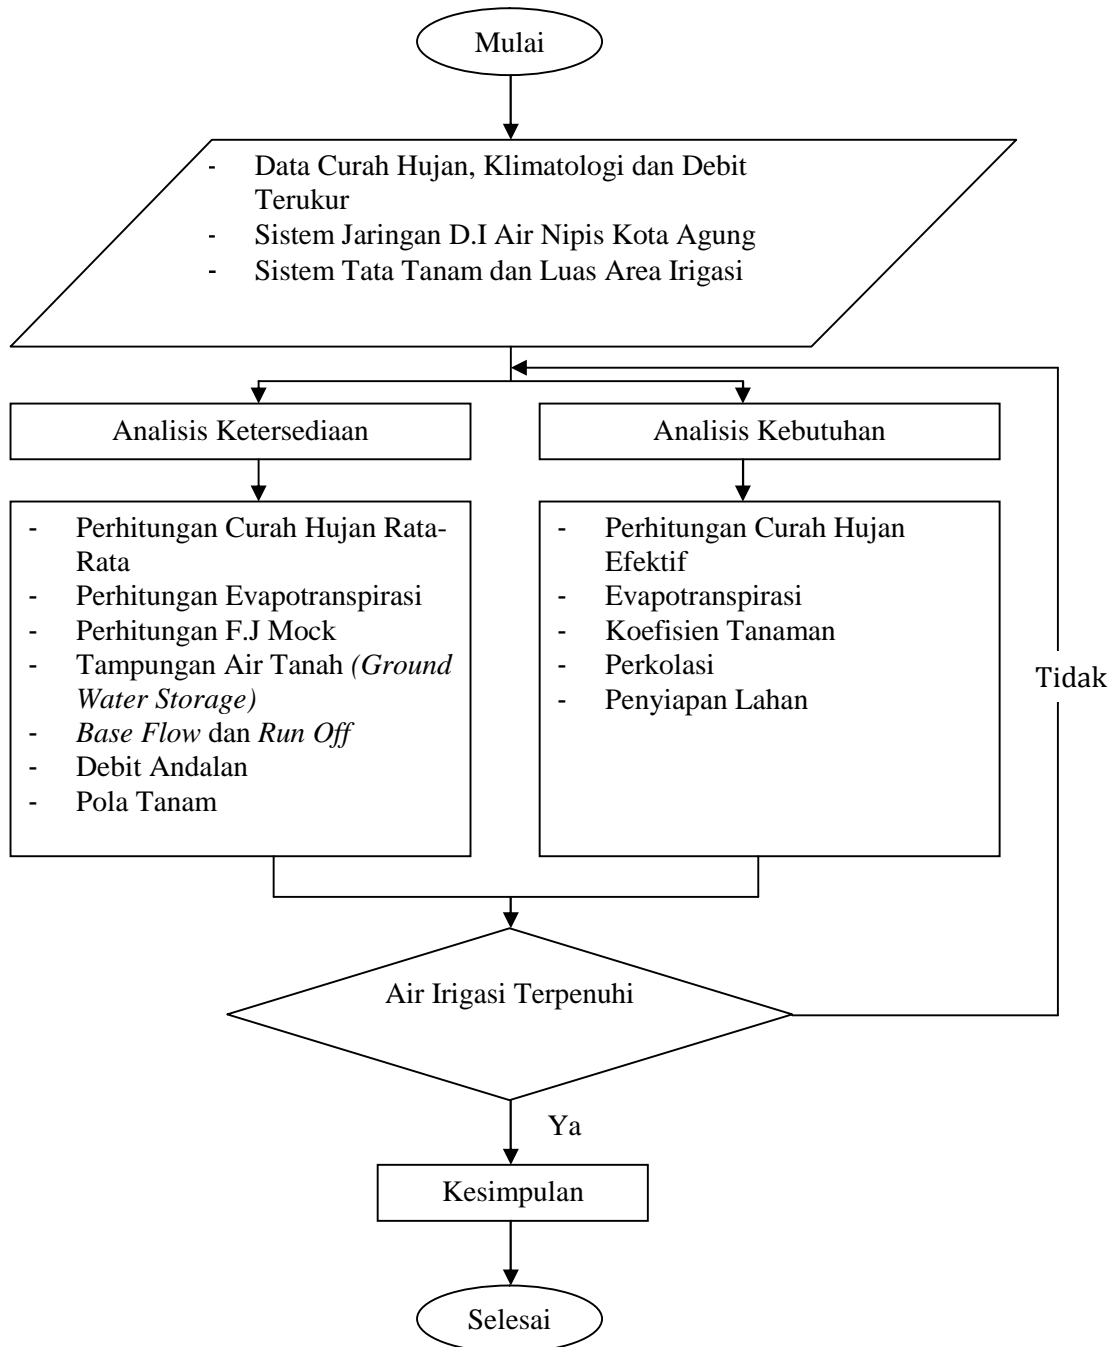 Mulai
- Data Curah Hujan, Klimatologi dan Debit
Terukur
- Sistem Jaringan D.I Air Nipis Kota Agung
- Sistem Tata Tanam dan Luas Area Irigasi
Analisis Ketersediaan
Analisis Kebutuhan
- Perhitungan Curah Hujan Rata-
Rata
- Perhitungan Evapotranspirasi
- Perhitungan F.J Mock
- Tampungan Air Tanah (Ground
Water Storage)
- Base Flow dan Run Off
- Debit Andalan
- Pola Tanam
- Perhitungan Curah Hujan
Efektif
- Evapotranspirasi
- Koefisien Tanaman
- Perkolasi
- Penyiapan Lahan
Tidak
Air Irigasi Terpenuhi
Ya
Kesimpulan
Selesai